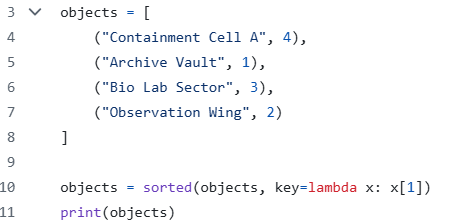 3 objects = [
4     ("Containment Cell A", 4),
5     ("Archive Vault", 1),
6     ("Bio Lab Sector", 3),
7     ("Observation Wing", 2)
8 ]
9
10 objects = sorted(objects, key=lambda x: x[1])
11 print(objects)